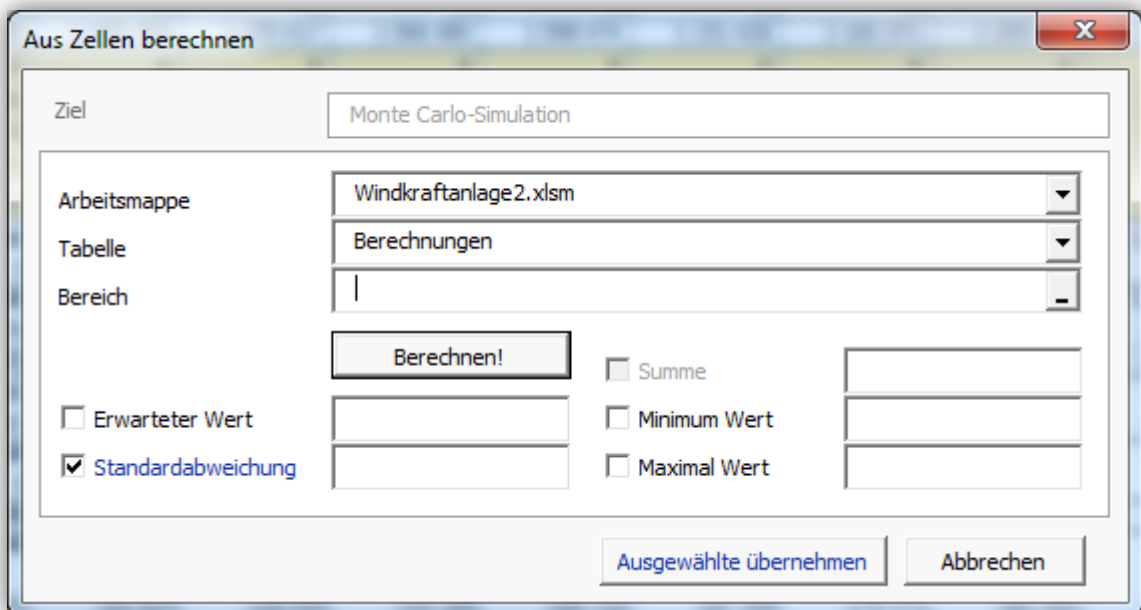 Aus Zellen berechnen
Ziel Monte Carlo-Simulation
Arbeitsmappe Windkraftanlage2.xlsm
Tabelle Berechnungen
Bereich
Berechnen! Summe
Erwarteter Wert Minimum Wert
Standardabweichung Maximal Wert
Ausgewählte übernehmen Abbrechen